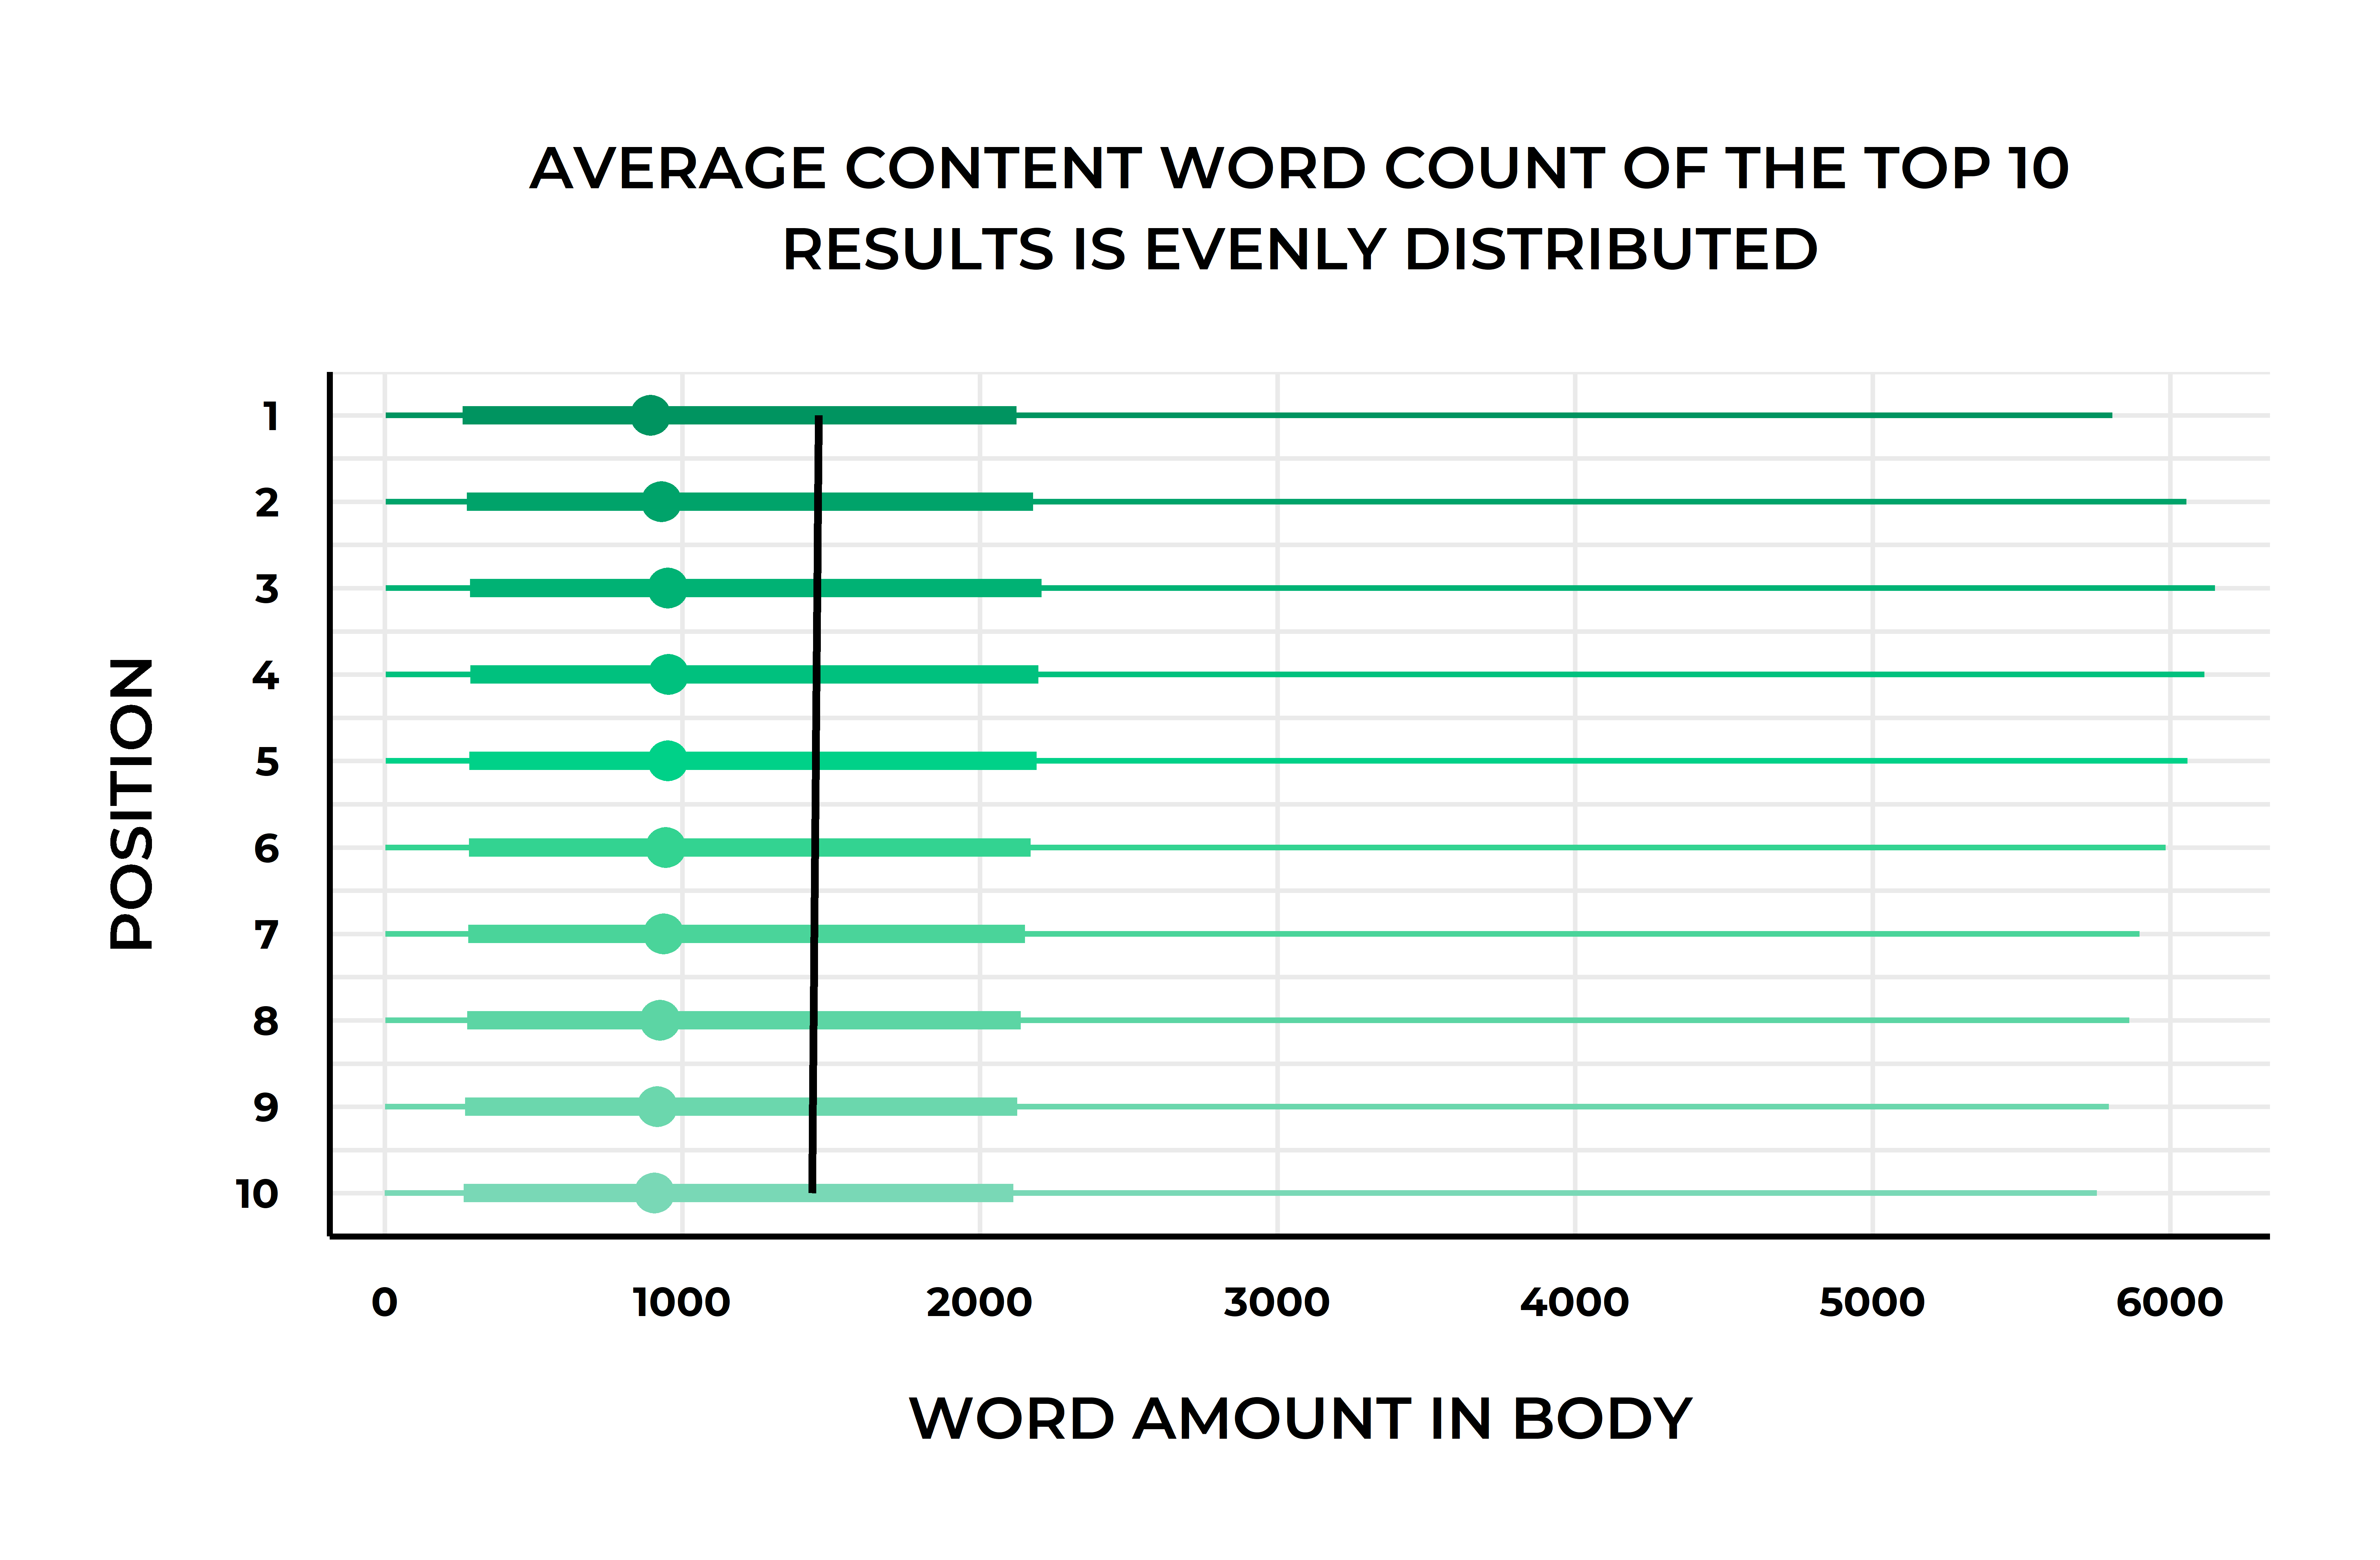 AVERAGE CONTENT WORD COUNT OF THE TOP 10
RESULTS IS EVENLY DISTRIBUTED
POSITION
1
2
3
4
5
6
7
8
9
10
0 1000 2000 3000 4000 5000 6000
WORD AMOUNT IN BODY